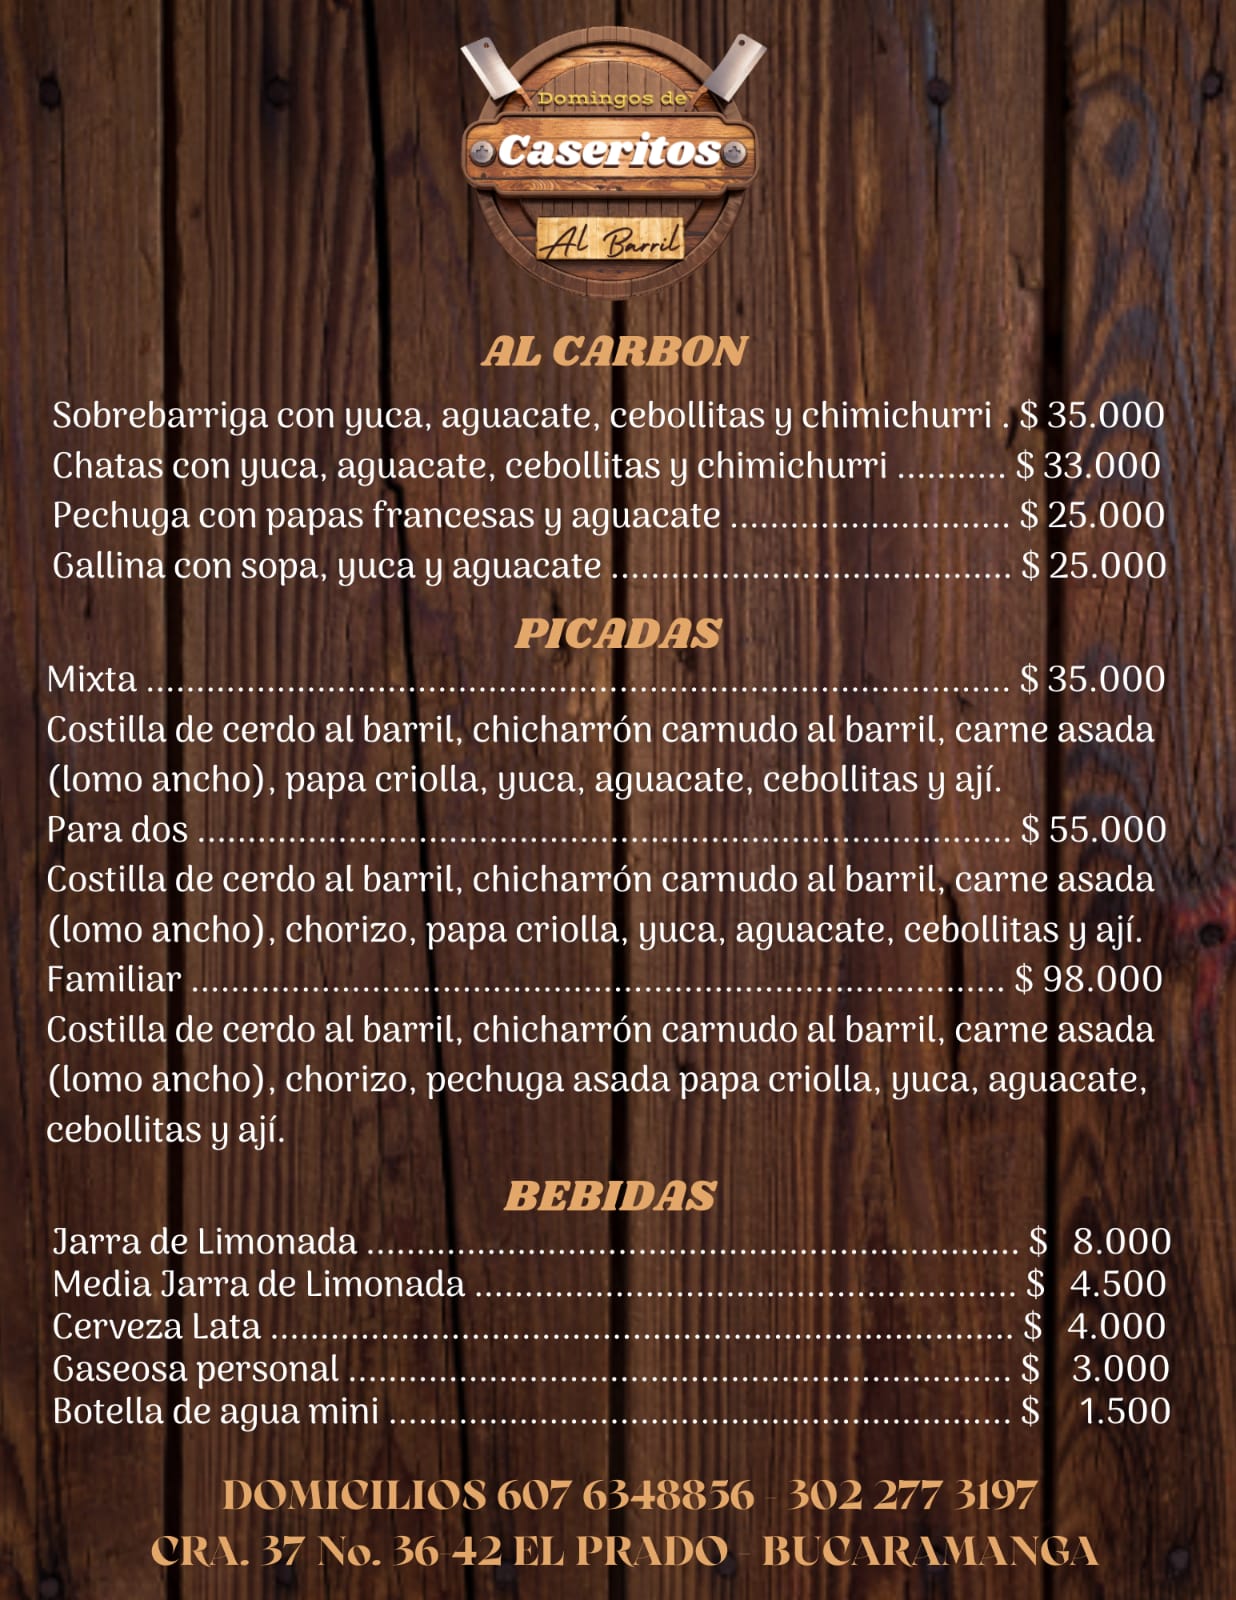 Domingos de
Caseritos
Al Barril
AL CARBON
Sobrebarriga con yuca, aguacate, cebollitas y chimichurri . $ 35.000
Chatas con yuca, aguacate, cebollitas y chimichurri ........... $ 33.000
Pechuga con papas francesas y aguacate ............................ $ 25.000
Gallina con sopa, yuca y aguacate ........................................ $ 25.000
PICADAS
Mixta ...................................................................................... $ 35.000
Costilla de cerdo al barril, chicharrón carnudo al barril, carne asada
(lomo ancho), papa criolla, yuca, aguacate, cebollitas y ají.
Para dos ................................................................................. $ 55.000
Costilla de cerdo al barril, chicharrón carnudo al barril, carne asada
(lomo ancho), chorizo, papa criolla, yuca, aguacate, cebollitas y ají.
Familiar ................................................................................. $ 98.000
Costilla de cerdo al barril, chicharrón carnudo al barril, carne asada
(lomo ancho), chorizo, pechuga asada papa criolla, yuca, aguacate,
cebollitas y ají.
BEBIDAS
Jarra de Limonada ................................................................. $ 8.000
Media Jarra de Limonada ...................................................... $ 4.500
Cerveza Lata .......................................................................... $ 4.000
Gaseosa personal .................................................................. $ 3.000
Botella de agua mini .............................................................. $ 1.500
DOMICILIOS 607 6348856 - 302 277 3197
CRA. 37 No. 36-42 EL PRADO - BUCARAMANGA